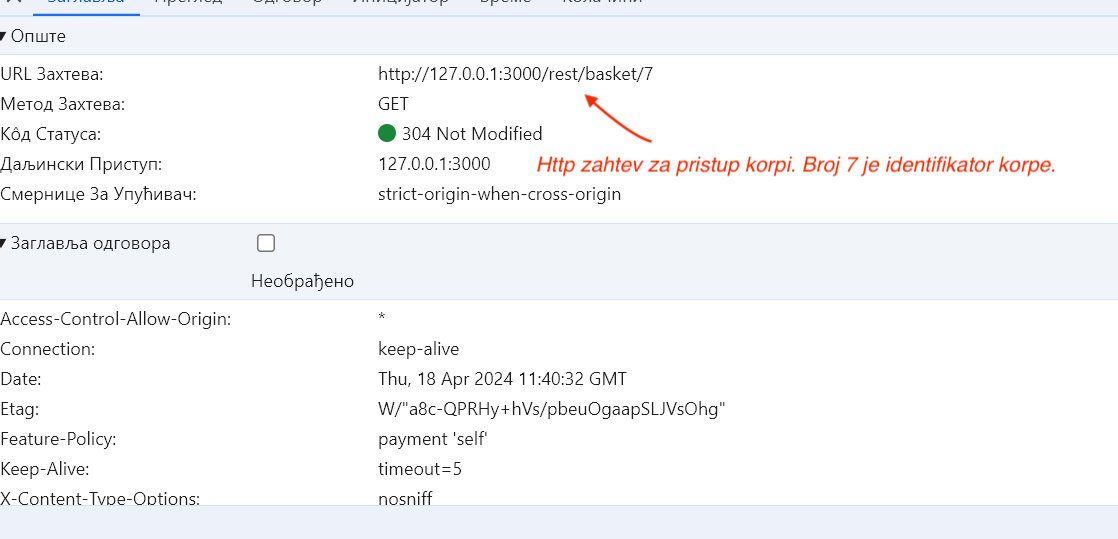 Заглавља Преглед Одговор Иницијатор Време Колачићи
Опште
URL Захтева: http://127.0.0.1:3000/rest/basket/7
Метод Захтева: GET
Кôд Статуса: 304 Not Modified
Даљински Приступ: 127.0.0.1:3000
Http zahtev za pristup korpi. Broj 7 je identifikator korpe.
Смернице За Упућивач: strict-origin-when-cross-origin
Заглавља одговора
Необрађено
Access-Control-Allow-Origin: *
Connection: keep-alive
Date: Thu, 18 Apr 2024 11:40:32 GMT
Etag: W/"a8c-QPRHy+hVs/pbeuOgaapSLJVsOhg"
Feature-Policy: payment 'self'
Keep-Alive: timeout=5
X-Content-Type-Options: nosniff